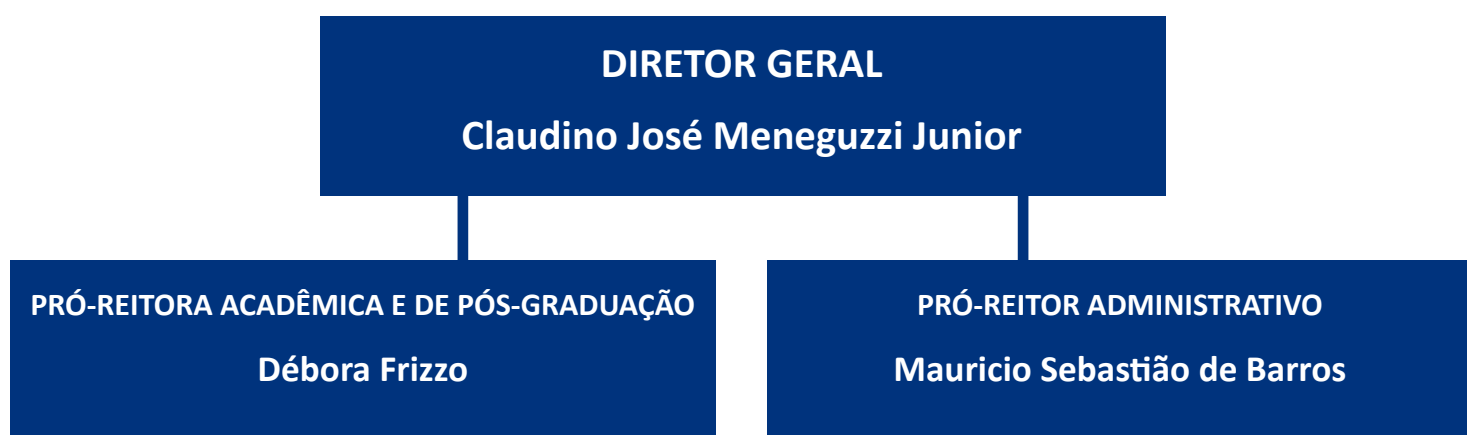 DIRETOR GERAL
Claudino José Meneguzzi Junior
PRÓ-REITORA ACADÊMICA E DE PÓS-GRADUAÇÃO
Débora Frizzo
PRÓ-REITOR ADMINISTRATIVO
Mauricio Sebastião de Barros